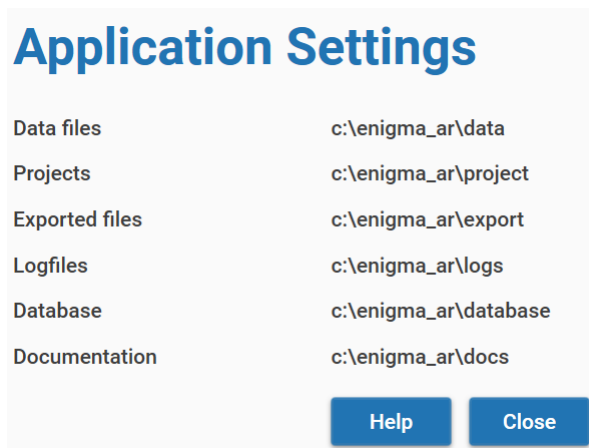 Application Settings
Data files c:\enigma_ar\data
Projects c:\enigma_ar\project
Exported files c:\enigma_ar\export
Logfiles c:\enigma_ar\logs
Database c:\enigma_ar\database
Documentation c:\enigma_ar\docs
Help Close